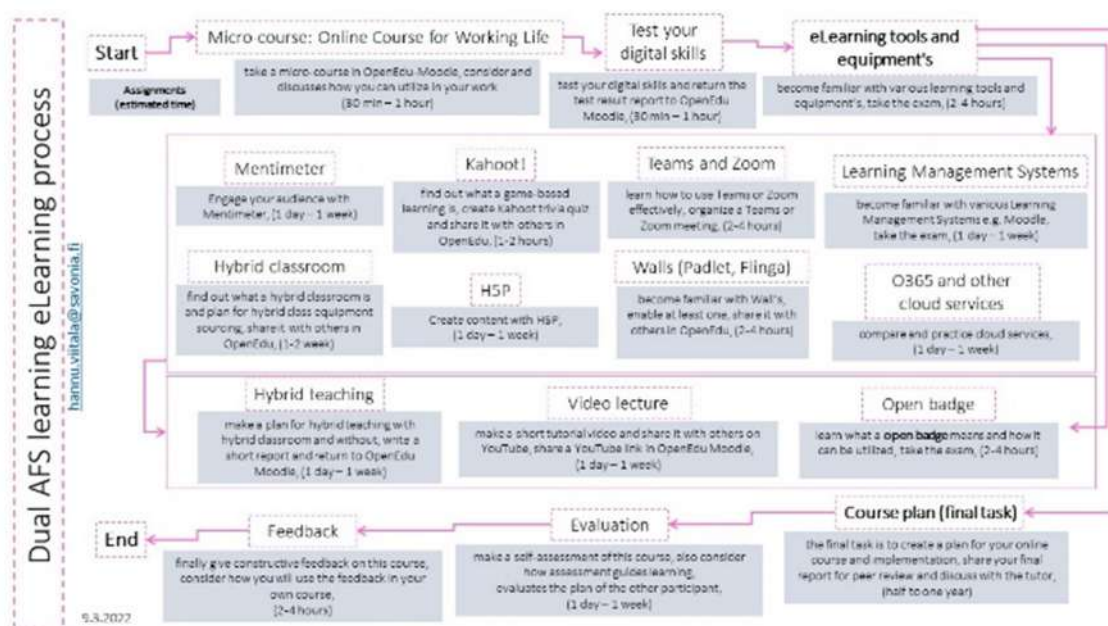 Dual AFS learning eLearning process
hannu.viitala@savonia.fi
Start
Assignments
(estimated time)
Micro-course: Online Course for Working Life
take a micro-course in OpenEdu-Moodle, consider and
discusses how you can utilize in your work
(30 min – 1 hour)
Test your
digital skills
test your digital skills and return the
test result report to OpenEdu
Moodle, (30 min – 1 hour)
eLearning tools and
equipment's
become familiar with various learning tools and
equipment's, take the exam, (2-4 hours)
Mentimeter
Engage your audience with
Mentimeter, (1 day – 1 week)
Kahoot!
find out what a game-based
learning is, create Kahoot trivia quiz
and share it with others in
OpenEdu, (1-2 hours)
Teams and Zoom
learn how to use Teams or Zoom
effectively, organize a Teams or
Zoom meeting, (2-4 hours)
Learning Management Systems
become familiar with various Learning
Management Systems e.g. Moodle,
take the exam, (1 day – 1 week)
Hybrid classroom
find out what a hybrid classroom is
and plan for hybrid class equipment
sourcing, share it with others in
OpenEdu, (1-2 week)
H5P
Create content with H5P,
(1 day – 1 week)
Walls (Padlet, Flinga)
become familiar with Wall's,
enable at least one, share it with
others in OpenEdu, (2-4 hours)
O365 and other
cloud services
compare and practice cloud services,
(1 day – 1 week)
Hybrid teaching
make a plan for hybrid teaching with
hybrid classroom and without, write a
short report and return to OpenEdu
Moodle, (1 day – 1 week)
Video lecture
make a short tutorial video and share it with others on
YouTube, share a YouTube link in OpenEdu Moodle,
(1 day – 1 week)
Open badge
learn what a open badge means and how it
can be utilized, take the exam, (2-4 hours)
Course plan (final task)
the final task is to create a plan for your online
course and implementation, share your final
report for peer review and discuss with the tutor,
(half to one year)
Evaluation
make a self-assessment of this course, also consider
how assessment guides learning,
evaluates the plan of the other participant,
(1 day – 1 week)
Feedback
finally give constructive feedback on this course,
consider how you will use the feedback in your
own course,
(2-4 hours)
End
9.3.2022